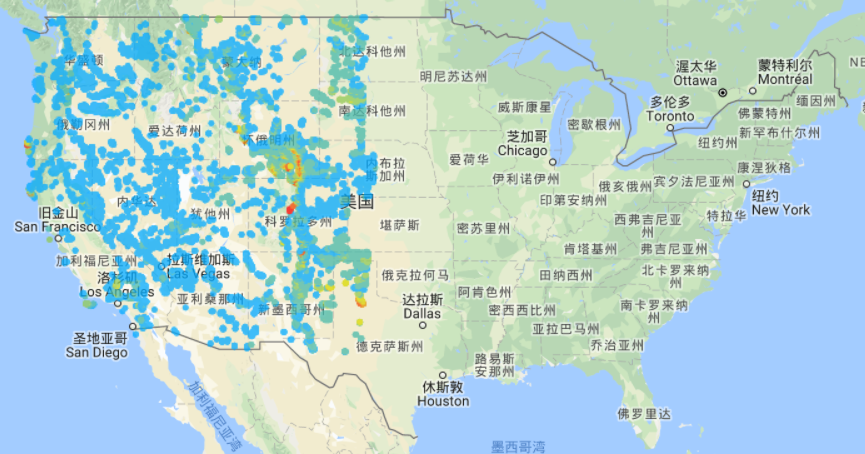 渥太华
Ottawa
蒙特利尔
Montréal
NE
华盛顿
蒙大纳
北达科他州
明尼苏达州
缅因州
多伦多
Toronto
佛蒙特州
威斯康星
南达科他州
俄勒冈州
爱达荷州
密歇根州
新罕布什尔州
芝加哥
Chicago
纽约州
怀俄明州
内布拉
斯加州
爱荷华
康涅狄格
伊利诺伊州
俄亥俄州
宾夕法尼亚州
纽约
New York
内华达
犹他州
美国
印第安纳州
旧金山
San Francisco
科罗拉多州
堪萨斯
密苏里州
西弗吉尼亚
州
特拉华
肯塔基州
弗吉尼亚州
加利福尼亚州
拉斯维加斯
Las Vegas
洛杉矶
Los Angeles
俄克拉何马
田纳西州
北卡罗来纳
州
亚利桑那州
新墨西哥州
达拉斯
Dallas
阿肯色州
密西西比州
南卡罗来纳
州
圣地亚哥
San Diego
德克萨斯州
亚拉巴马州
乔治亚州
路易斯
安那州
休斯敦
Houston
加利福尼亚湾
佛罗里达
墨西哥湾